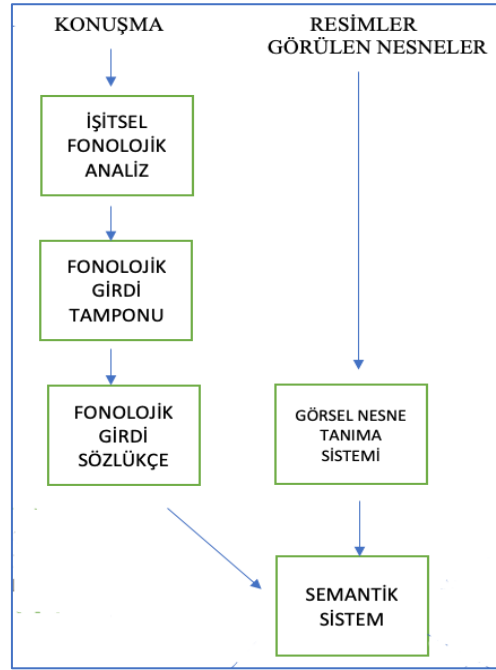 KONUŞMA
RESİMLER
GÖRÜLEN NESNELER
İŞİTSEL
FONOLOJİK
ANALİZ
FONOLOJİK
GİRDİ
TAMPONU
FONOLOJİK
GİRDİ
SÖZLÜKÇE
GÖRSEL NESNE
TANIMA
SİSTEMİ
SEMANTİK
SİSTEM